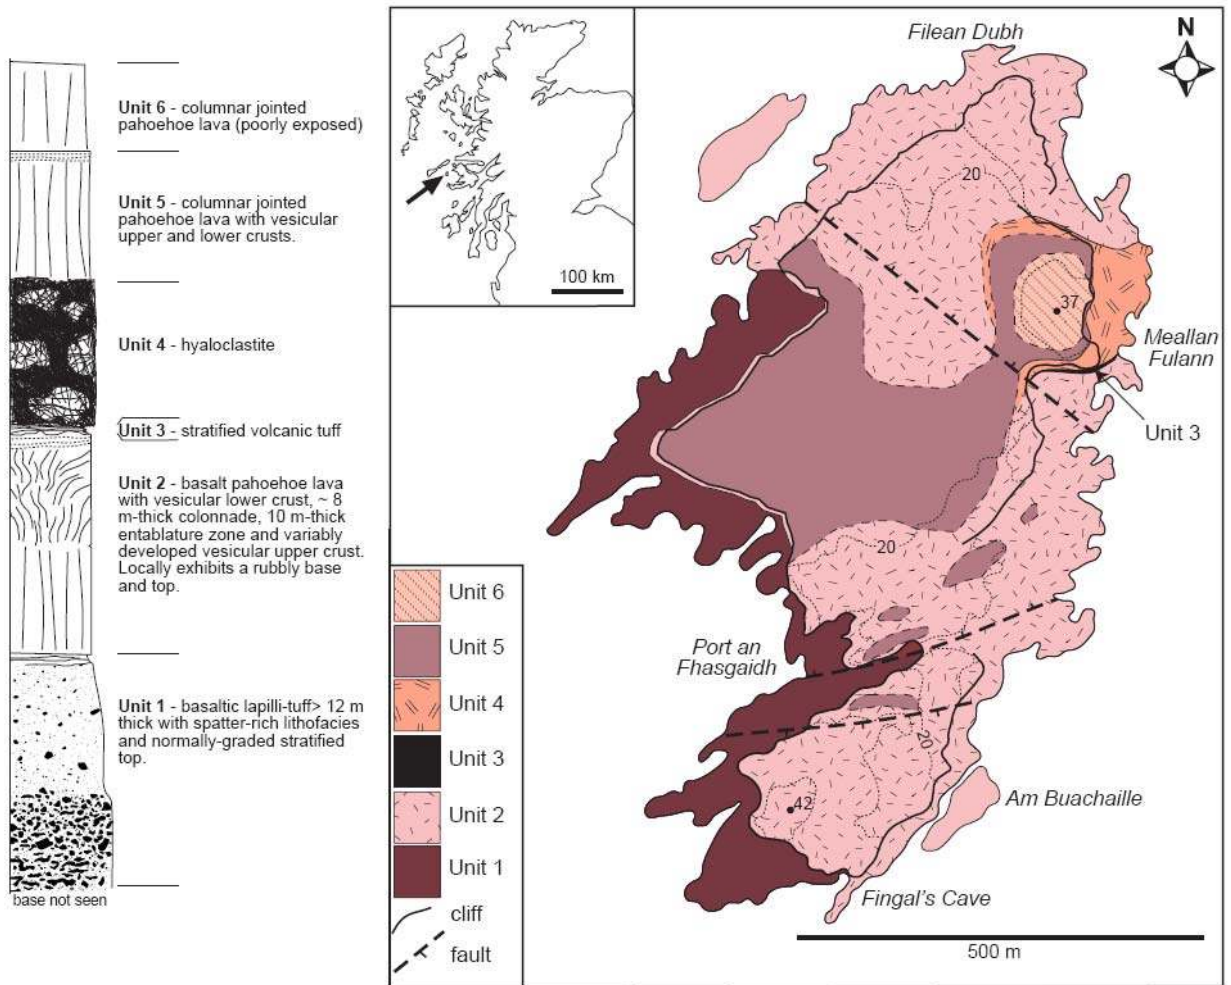 Unit 6 - columnar jointed
pahoehoe lava (poorly exposed)
Unit 5 - columnar jointed
pahoehoe lava with vesicular
upper and lower crusts.
Unit 4 - hyaloclastite
Unit 3 - stratified volcanic tuff
Unit 2 - basalt pahoehoe lava
with vesicular lower crust, ~ 8
m-thick colonnade, 10 m-thick
entablature zone and variably
developed vesicular upper crust.
Locally exhibits a rubbly base
and top.
Unit 1 - basaltic lapilli-tuff> 12 m
thick with spatter-rich lithofacies
and normally-graded stratified
top.
base not seen
100 km
Filean Dubh
N
20
37
Meallan
Fulann
Unit 3
20
Port an
Fhasgaidh
20
42
Am Buachaille
Fingal's Cave
500 m
Unit 6
Unit 5
Unit 4
Unit 3
Unit 2
Unit 1
cliff
fault